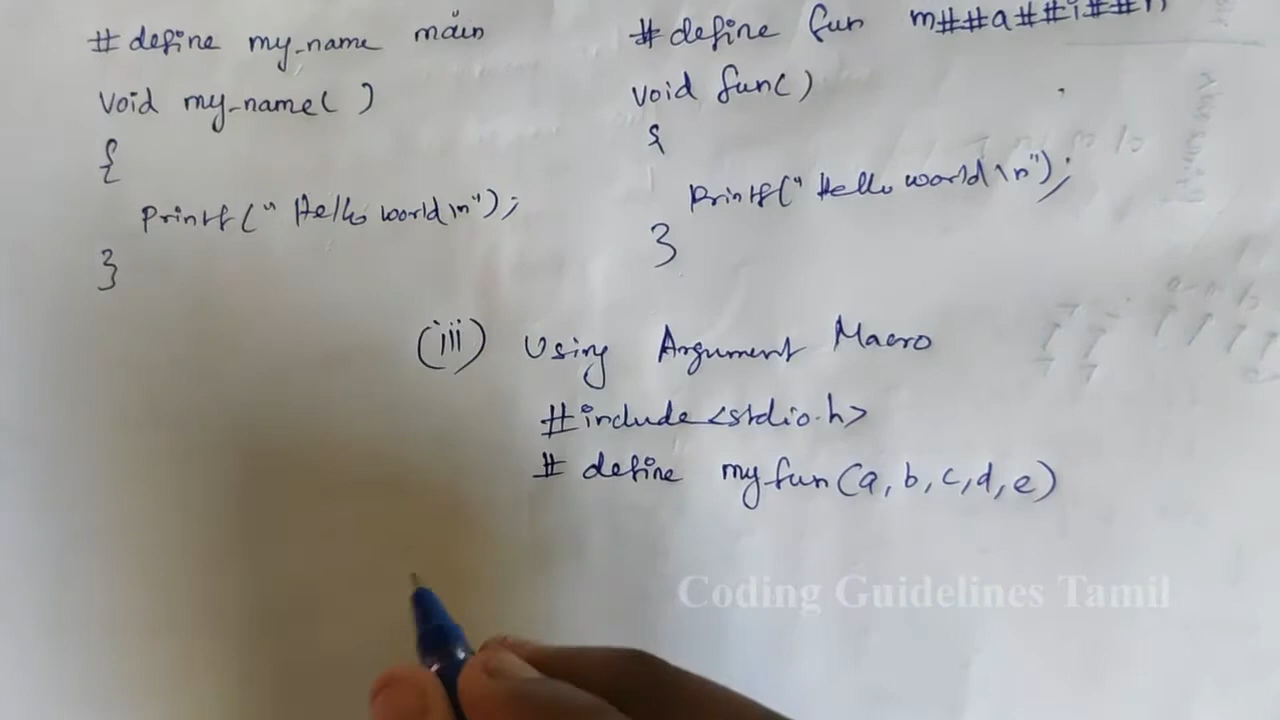 #define my_name main
void my_name( )
{
printf(" Hello world\n");
}
#define fun m##a##i##n
void fun( )
{
printf(" Hello world\n");
}
(iii) Using Argument Macro
#include<stdio.h>
# define myfun(a, b, c, d, e)
Coding Guidelines Tamil